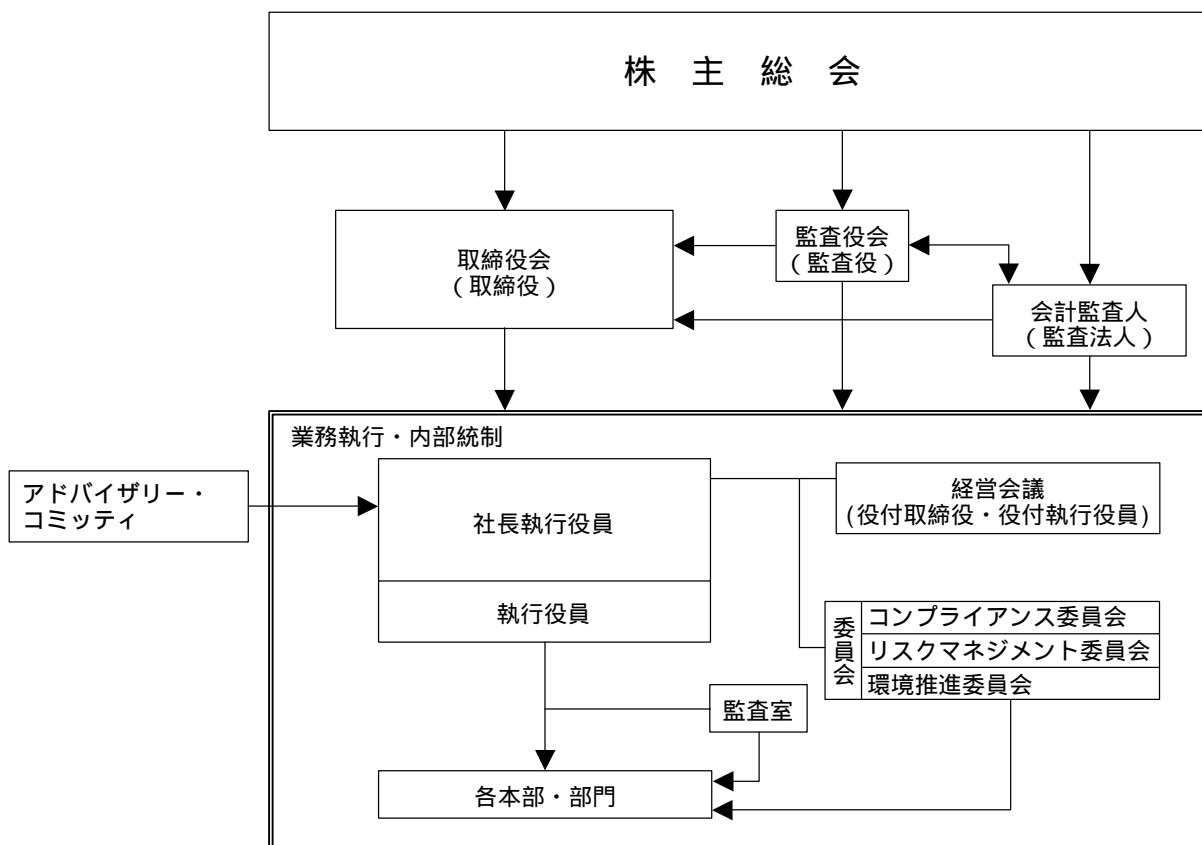 株主総会
取締役会
（取締役）
監査役会
（監査役）
会計監査人
（監査法人）
業務執行・内部統制
アドバイザリー・
コミッティ
社長執行役員
執行役員
経営会議
(役付取締役・役付執行役員)
委員会
コンプライアンス委員会
リスクマネジメント委員会
環境推進委員会
監査室
各本部・部門